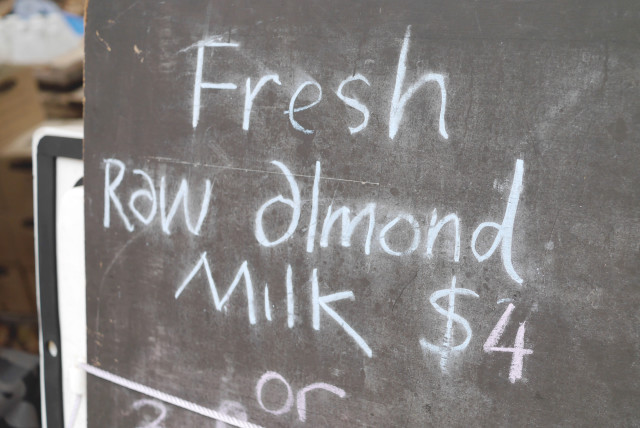 Fresh
Raw almond
Milk $4
or